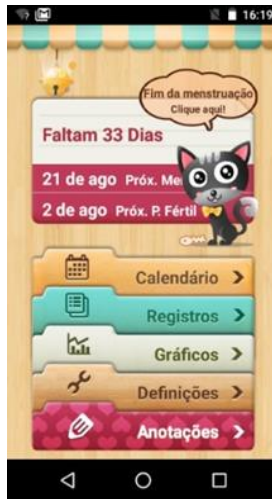 16:19
Fim da menstruação
Clique aqui!
Faltam 33 Dias
21 de ago Próx. Me
2 de ago Próx. P. Fértil
Calendário
Registros
Gráficos
Definições
Anotações